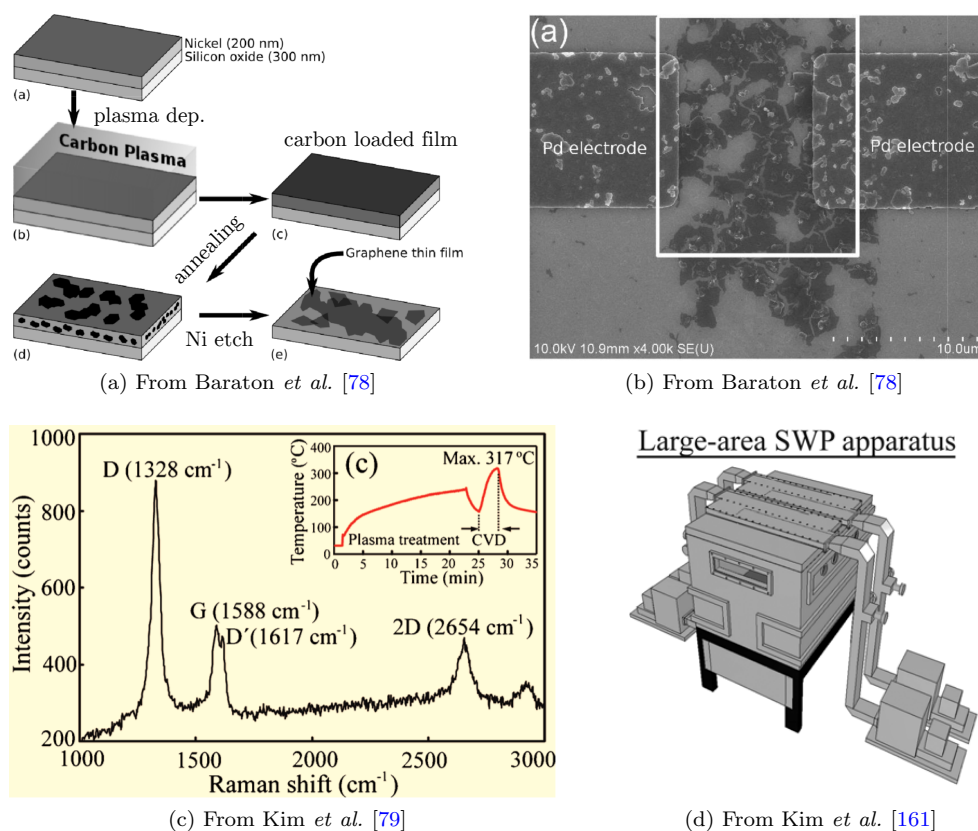 Nickel (200 nm)
Silicon oxide (300 nm)
(a)
plasma dep.
Carbon Plasma
carbon loaded film
(b)
(c)
annealing
Graphene thin film
(d)
Ni etch
(e)
(a) From Baraton et al. [78]
(a)
Pd electrode
Pd electrode
10.0kV 10.9mm x4.00k SE(U)
10.0um
(b) From Baraton et al. [78]
1000
800
600
400
200
Intensity (counts)
D (1328 cm⁻¹)
G (1588 cm⁻¹)
D´(1617 cm⁻¹)
2D (2654 cm⁻¹)
400
300
200
100
0
Temperature (ºC)
(c)
Max. 317 ºC
Plasma treatment
CVD
0 5 10 15 20 25 30 35
Time (min)
1000 1500 2000 2500 3000
Raman shift (cm⁻¹)
(c) From Kim et al. [79]
Large-area SWP apparatus
(d) From Kim et al. [161]